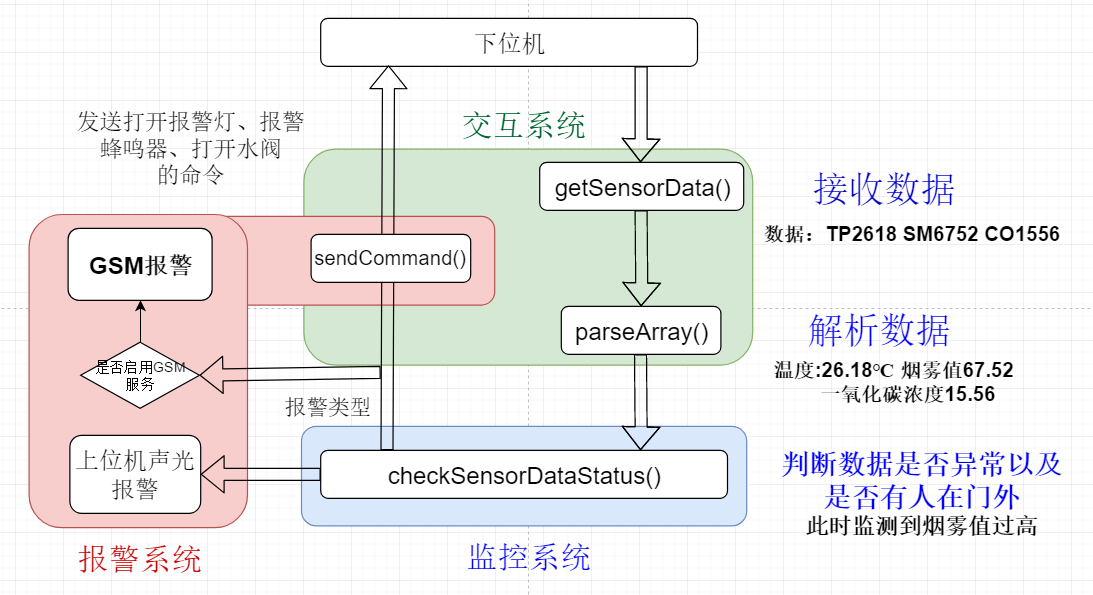 下位机
发送打开报警灯、报警
蜂鸣器、打开水阀
的命令
交互系统
getSensorData()
接收数据
数据：TP2618 SM6752 CO1556
GSM报警
sendCommand()
parseArray()
解析数据
温度:26.18℃ 烟雾值67.52
一氧化碳浓度15.56
是否启用GSM
服务
报警类型
上位机声光
报警
checkSensorDataStatus()
判断数据是否异常以及
是否有人在门外
此时监测到烟雾值过高
报警系统
监控系统